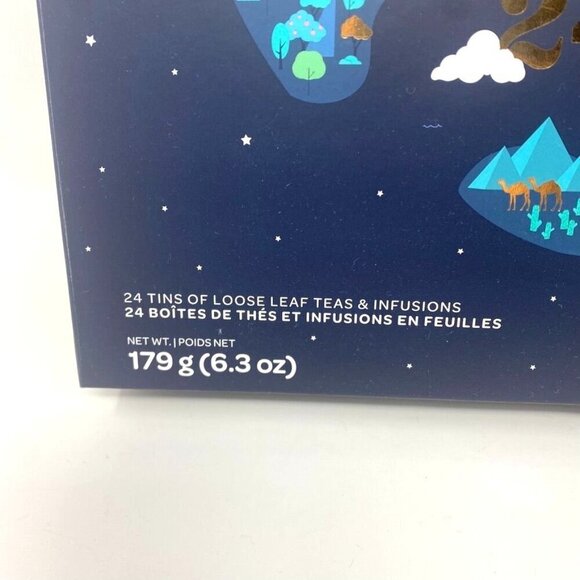 24 TINS OF LOOSE LEAF TEAS & INFUSIONS
24 BOÎTES DE THÉS ET INFUSIONS EN FEUILLES
NET WT. | POIDS NET
179 g (6.3 oz)